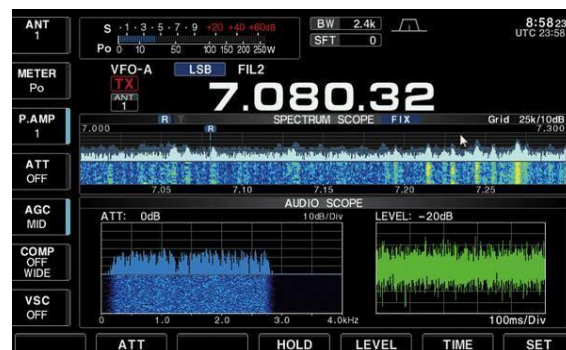 ANT
1
S ·1·3·5·7·9 +20 +40 +60dB
Po 0 10 50 100 150 200 250W
BW 2.4k
SFT 0
8:58 23
UTC 23:58
METER
Po
VFO-A LSB FIL2
TX
ANT
1
7.080.32
P.AMP
1
R T SPECTRUM SCOPE FIX Grid 25k/10dB
7.000 R 7.300
7.05 7.10 7.15 7.20 7.25
ATT
OFF
AUDIO SCOPE
ATT: 0dB 10dB/Div LEVEL: -20dB
AGC
MID
COMP
OFF
WIDE
VSC
OFF
0 1.0 2.0 3.0 4.0kHz 100ms/Div
ATT HOLD LEVEL TIME SET